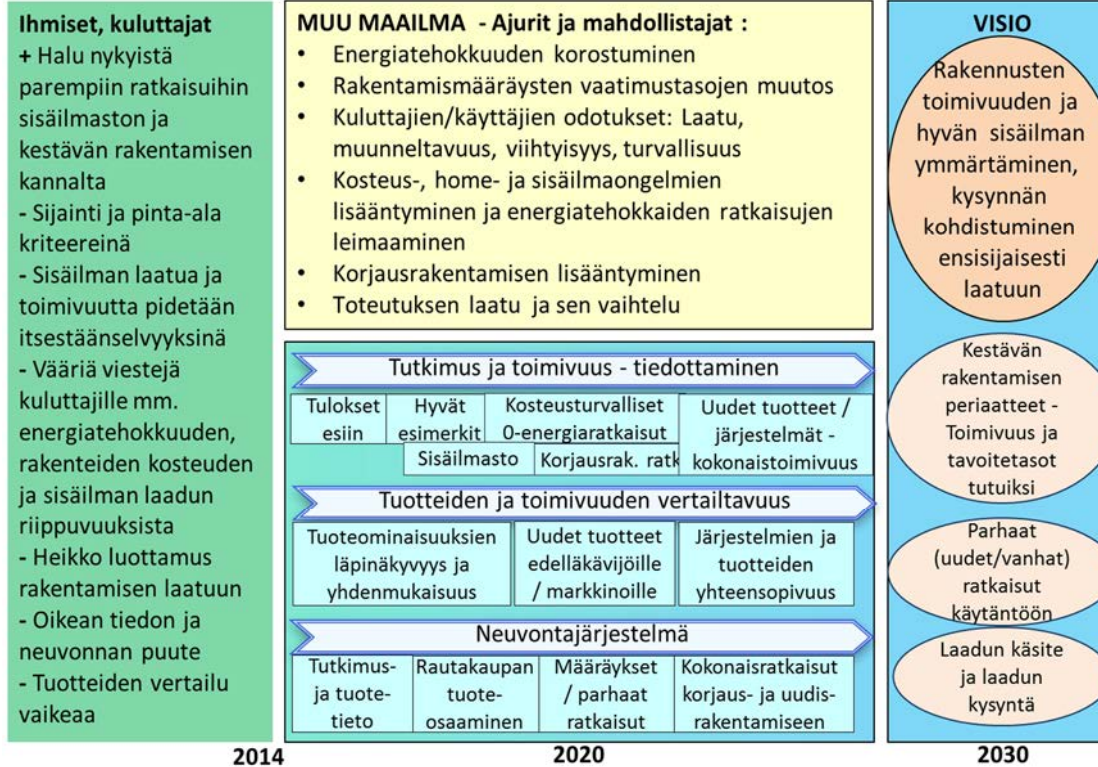 Ihmiset, kuluttajat
+ Halu nykyistä
parempiin ratkaisuihin
sisäilmaston ja
kestävän rakentamisen
kannalta
- Sijainti ja pinta-ala
kriteereinä
- Sisäilman laatua ja
toimivuutta pidetään
itsestäänselvyyksinä
- Vääriä viestejä
kuluttajille mm.
energiatehokkuuden,
rakenteiden kosteuden
ja sisäilman laadun
riippuvuuksista
- Heikko luottamus
rakentamisen laatuun
- Oikean tiedon ja
neuvonnan puute
- Tuotteiden vertailu
vaikeaa
MUU MAAILMA - Ajurit ja mahdollistajat :
• Energiatehokkuuden korostuminen
• Rakentamismääräysten vaatimustasojen muutos
• Kuluttajien/käyttäjien odotukset: Laatu,
muunneltavuus, viihtyisyys, turvallisuus
• Kosteus-, home- ja sisäilmaongelmien
lisääntyminen ja energiatehokkaiden ratkaisujen
leimaaminen
• Korjausrakentamisen lisääntyminen
• Toteutuksen laatu ja sen vaihtelu
Tutkimus ja toimivuus - tiedottaminen
Tulokset
esiin
Hyvät
esimerkit
Kosteusturvalliset
0-energiaratkaisut
Uudet tuotteet /
järjestelmät -
kokonaistoimivuus
Sisäilmasto
Korjausrak. ratk
Tuotteiden ja toimivuuden vertailtavuus
Tuoteominaisuuksien
läpinäkyvyys ja
yhdenmukaisuus
Uudet tuotteet
edelläkävijöille
/ markkinoille
Järjestelmien ja
tuotteiden
yhteensopivuus
Neuvontajärjestelmä
Tutkimus-
ja tuote-
tieto
Rautakaupan
tuote-
osaaminen
Määräykset
/ parhaat
ratkaisut
Kokonaisratkaisut
korjaus- ja uudis-
rakentamiseen
VISIO
Rakennusten
toimivuuden ja
hyvän sisäilman
ymmärtäminen,
kysynnän
kohdistuminen
ensisijaisesti
laatuun
Kestävän
rakentamisen
periaatteet -
Toimivuus ja
tavoitetasot
tutuiksi
Parhaat
(uudet/vanhat)
ratkaisut
käytäntöön
Laadun käsite
ja laadun
kysyntä
2014
2020
2030